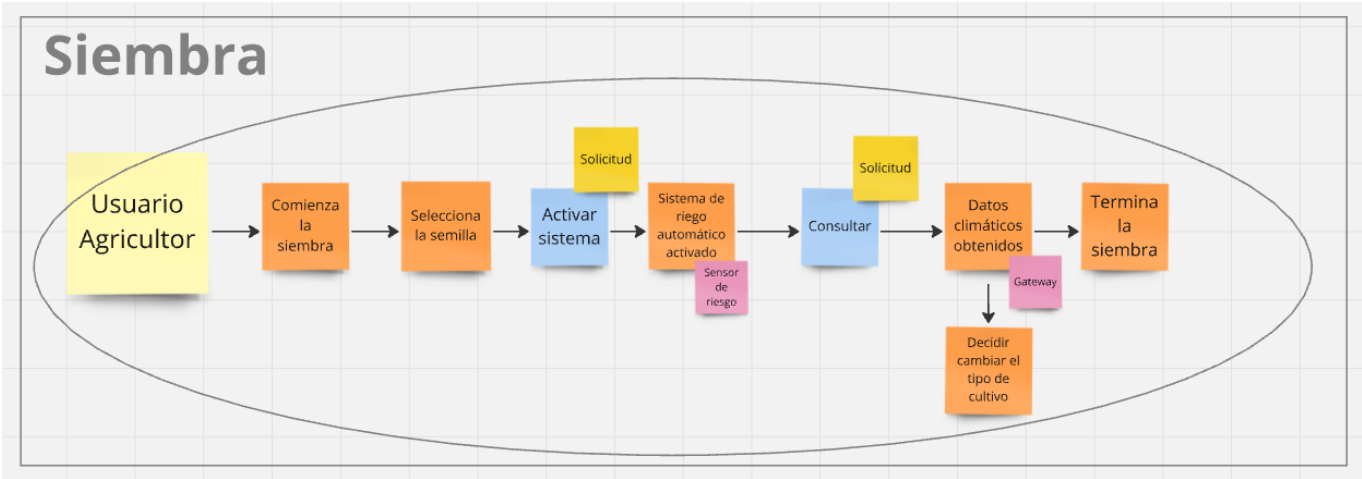 Siembra
Usuario
Agricultor
Comienza
la
siembra
Selecciona
la semilla
Activar
sistema
Solicitud
Sistema de
riego
automático
activado
Sensor
de
riesgo
Consultar
Solicitud
Datos
climáticos
obtenidos
Gateway
Termina
la
siembra
Decidir
cambiar el
tipo de
cultivo